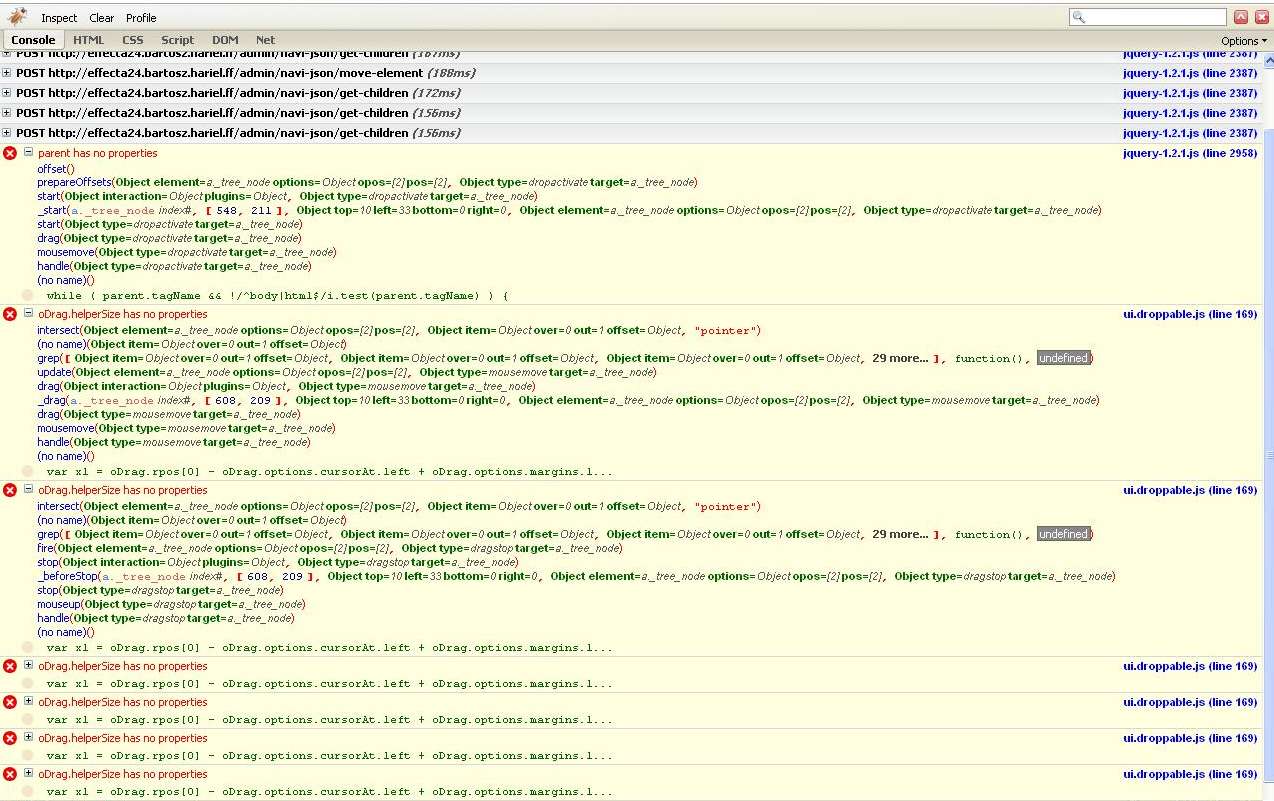 Inspect Clear Profile
Console HTML CSS Script DOM Net Options
POST http://effecta24.bartosz.hariel.ff/admin/navi-json/get-children (187ms) jquery-1.2.1.js (line 2387)
POST http://effecta24.bartosz.hariel.ff/admin/navi-json/move-element (188ms) jquery-1.2.1.js (line 2387)
POST http://effecta24.bartosz.hariel.ff/admin/navi-json/get-children (172ms) jquery-1.2.1.js (line 2387)
POST http://effecta24.bartosz.hariel.ff/admin/navi-json/get-children (156ms) jquery-1.2.1.js (line 2387)
POST http://effecta24.bartosz.hariel.ff/admin/navi-json/get-children (156ms) jquery-1.2.1.js (line 2387)
parent has no properties jquery-1.2.1.js (line 2958)
offset()
prepareOffsets(Object element=a._tree_node options=Object opos=[2] pos=[2], Object type=dropactivate target=a._tree_node)
start(Object interaction=Object plugins=Object, Object type=dropactivate target=a._tree_node)
_start(a._tree_node index#, [ 548, 211 ], Object top=10 left=33 bottom=0 right=0, Object element=a._tree_node options=Object opos=[2] pos=[2], Object type=dropactivate target=a._tree_node)
start(Object type=dropactivate target=a._tree_node)
drag(Object type=dropactivate target=a._tree_node)
mousemove(Object type=dropactivate target=a._tree_node)
handle(Object type=dropactivate target=a._tree_node)
(no name)()
while ( parent.tagName && !/^body|html$/i.test(parent.tagName) ) {
oDrag.helperSize has no properties ui.droppable.js (line 169)
intersect(Object element=a._tree_node options=Object opos=[2] pos=[2], Object item=Object over=0 out=1 offset=Object, "pointer")
(no name)(Object item=Object over=0 out=1 offset=Object)
grep([ Object item=Object over=0 out=1 offset=Object, Object item=Object over=0 out=1 offset=Object, Object item=Object over=0 out=1 offset=Object, 29 more... ], function(), undefined)
update(Object element=a._tree_node options=Object opos=[2] pos=[2], Object type=mousemove target=a._tree_node)
drag(Object interaction=Object plugins=Object, Object type=mousemove target=a._tree_node)
_drag(a._tree_node index#, [ 608, 209 ], Object top=10 left=33 bottom=0 right=0, Object element=a._tree_node options=Object opos=[2] pos=[2], Object type=mousemove target=a._tree_node)
drag(Object type=mousemove target=a._tree_node)
mousemove(Object type=mousemove target=a._tree_node)
handle(Object type=mousemove target=a._tree_node)
(no name)()
var x1 = oDrag.rpos[0] - oDrag.options.cursorAt.left + oDrag.options.margins.l...
oDrag.helperSize has no properties ui.droppable.js (line 169)
intersect(Object element=a._tree_node options=Object opos=[2] pos=[2], Object item=Object over=0 out=1 offset=Object, "pointer")
(no name)(Object item=Object over=0 out=1 offset=Object)
grep([ Object item=Object over=0 out=1 offset=Object, Object item=Object over=0 out=1 offset=Object, Object item=Object over=0 out=1 offset=Object, 29 more... ], function(), undefined)
fire(Object element=a._tree_node options=Object opos=[2] pos=[2], Object type=dragstop target=a._tree_node)
stop(Object interaction=Object plugins=Object, Object type=dragstop target=a._tree_node)
_beforeStop(a._tree_node index#, [ 608, 209 ], Object top=10 left=33 bottom=0 right=0, Object element=a._tree_node options=Object opos=[2] pos=[2], Object type=dragstop target=a._tree_node)
stop(Object type=dragstop target=a._tree_node)
mouseup(Object type=dragstop target=a._tree_node)
handle(Object type=dragstop target=a._tree_node)
(no name)()
var x1 = oDrag.rpos[0] - oDrag.options.cursorAt.left + oDrag.options.margins.l...
oDrag.helperSize has no properties ui.droppable.js (line 169)
var x1 = oDrag.rpos[0] - oDrag.options.cursorAt.left + oDrag.options.margins.l...
oDrag.helperSize has no properties ui.droppable.js (line 169)
var x1 = oDrag.rpos[0] - oDrag.options.cursorAt.left + oDrag.options.margins.l...
oDrag.helperSize has no properties ui.droppable.js (line 169)
var x1 = oDrag.rpos[0] - oDrag.options.cursorAt.left + oDrag.options.margins.l...
oDrag.helperSize has no properties ui.droppable.js (line 169)
var x1 = oDrag.rpos[0] - oDrag.options.cursorAt.left + oDrag.options.margins.l...